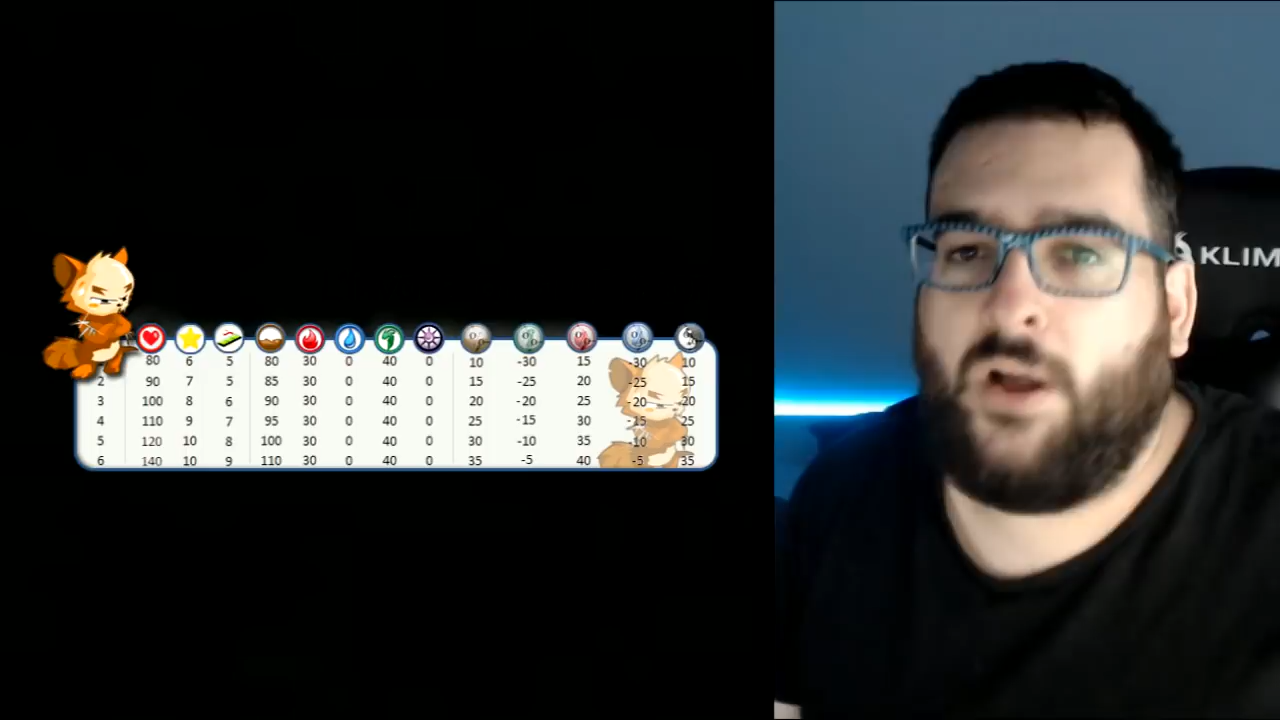 KLIM
80 6 5 80 30 0 40 0 10 -30 15 -30 10
2 90 7 5 85 30 0 40 0 15 -25 20 -25 15
3 100 8 6 90 30 0 40 0 20 -20 25 -20 20
4 110 9 7 95 30 0 40 0 25 -15 30 -15 25
5 120 10 8 100 30 0 40 0 30 -10 35 -10 30
6 140 10 9 110 30 0 40 0 35 -5 40 -5 35